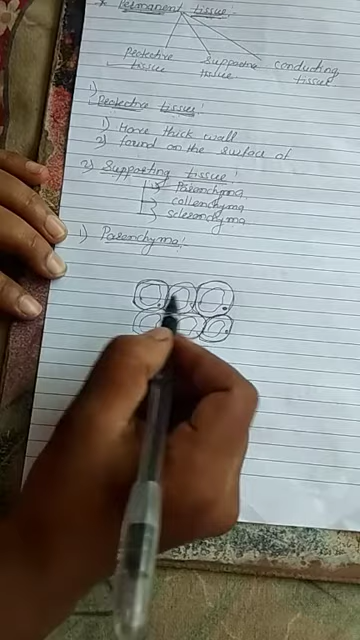 * Permanent tissue:
Protective tissue
Supportive tissue
conducting tissue
1)
Protective tissue:
1) Have thick wall
2) found on the surface of
2) Supporting tissue:
Parenchyma
collenchyma
sclerenchyma
1) Parenchyma: